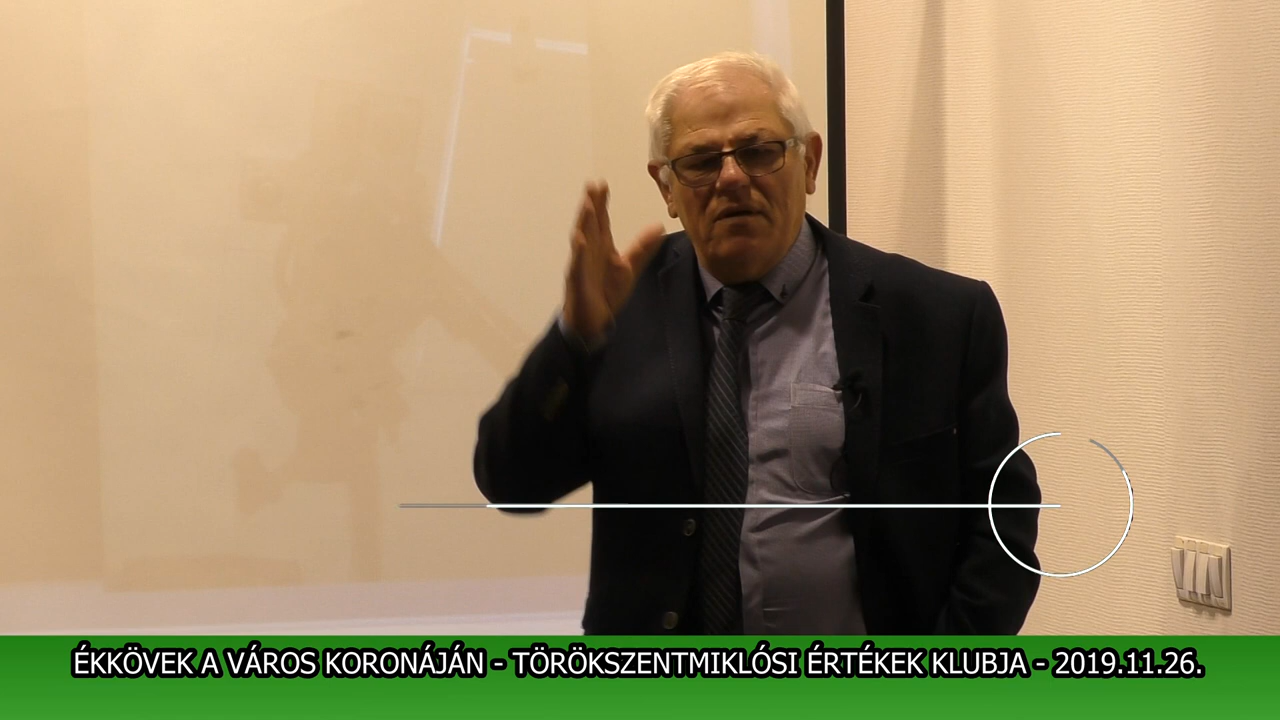 ÉKKÖVEK A VÁROS KORONÁJÁN - TÖRÖKSZENTMIKLÓSI ÉRTÉKEK KLUBJA - 2019.11.26.